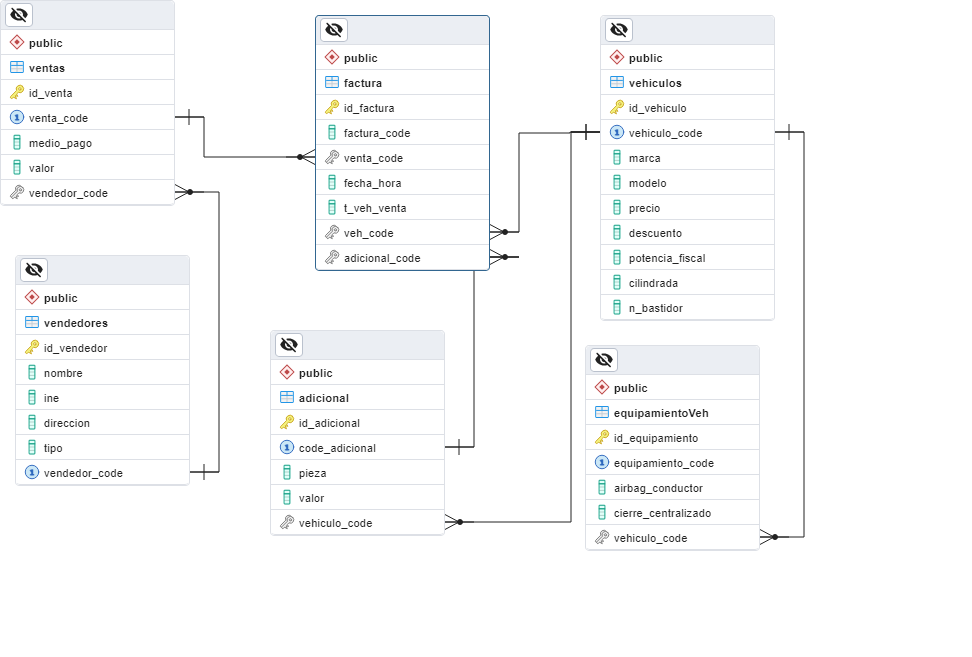 public
ventas
id_venta
venta_code
medio_pago
valor
vendedor_code
public
factura
id_factura
factura_code
venta_code
fecha_hora
t_veh_venta
veh_code
adicional_code
public
vehiculos
id_vehiculo
vehiculo_code
marca
modelo
precio
descuento
potencia_fiscal
cilindrada
n_bastidor
public
vendedores
id_vendedor
nombre
ine
direccion
tipo
vendedor_code
public
adicional
id_adicional
code_adicional
pieza
valor
vehiculo_code
public
equipamientoVeh
id_equipamiento
equipamiento_code
airbag_conductor
cierre_centralizado
vehiculo_code